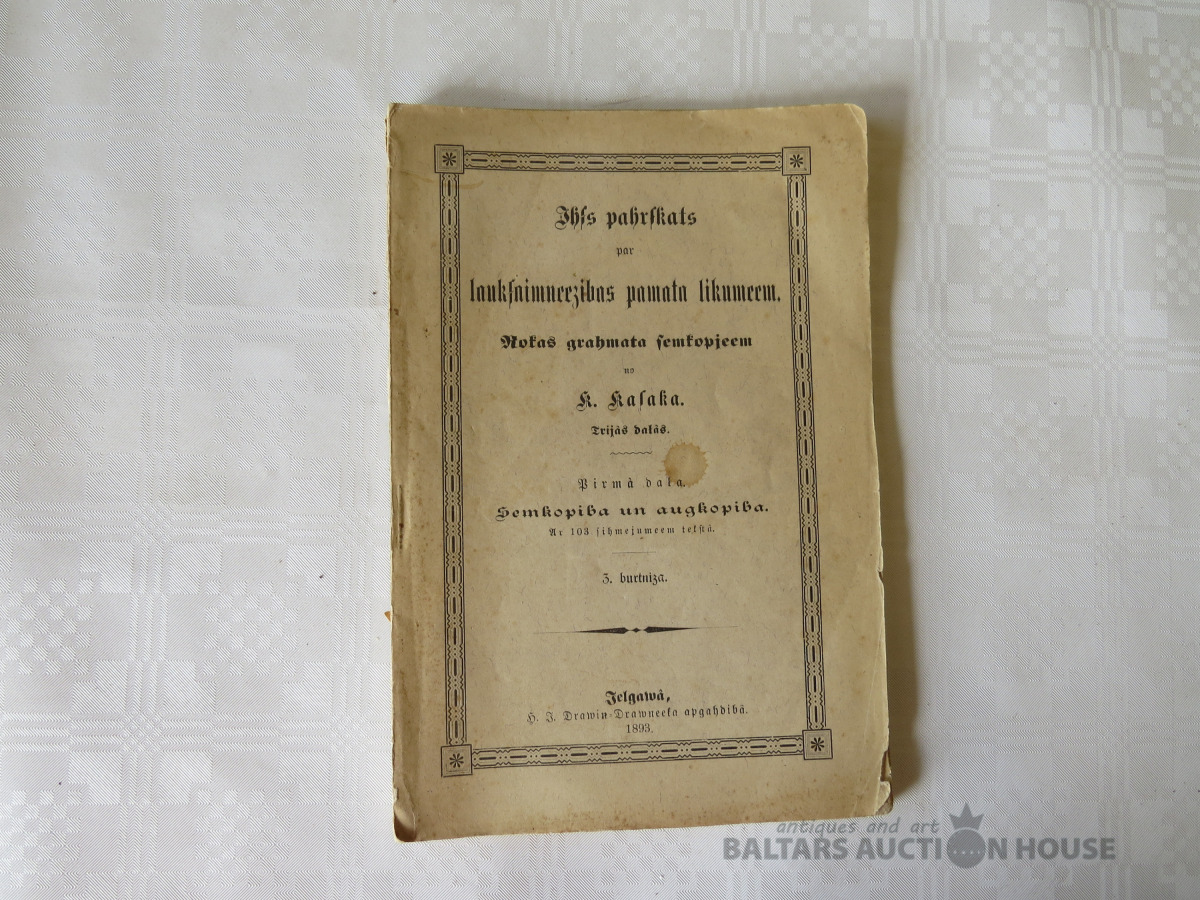 Ihſs pahrſkats
par
laukſaimneezibas pamata likumeem.
Rokas grahmata ſemkopjeem
no
K. Kaſaka.
Trijâs daļâs.
Pirmà daļa.
Semkopiba un augkopiba.
Ar 103 ſihmejumeem tekſtâ.
3. burtniza.
Jelgawâ,
H. J. Drawin-Drawneeka apgahdibâ.
1893.
antiques and art
BALTARS AUCTION HOUSE